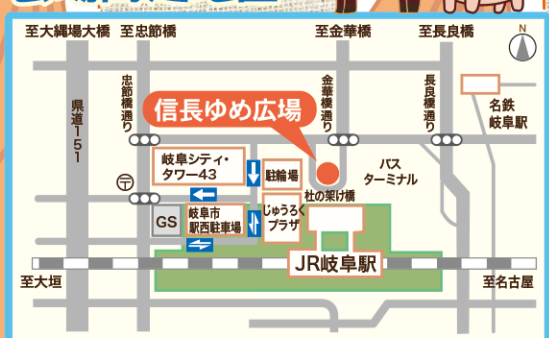 至大縄場大橋
至忠節橋
至金華橋
至長良橋
N
県道151
忠節橋通り
金華橋通り
長良橋通り
名鉄
岐阜駅
信長ゆめ広場
岐阜シティ・
タワー43
駐輪場
バス
ターミナル
杜の架け橋
〒
GS
岐阜市
駅西駐車場
じゅうろく
プラザ
JR岐阜駅
至大垣
至名古屋